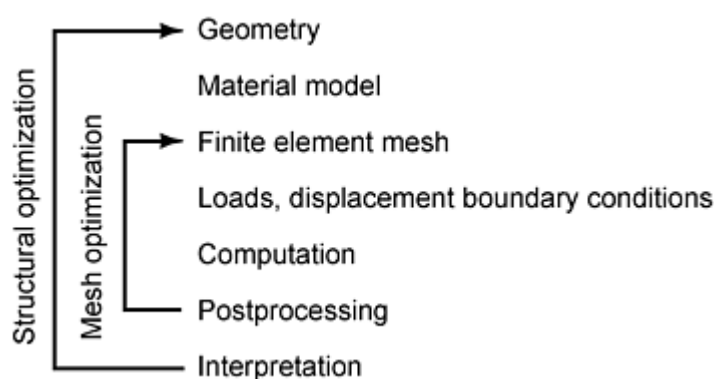 Structural optimization
Mesh optimization
Geometry
Material model
Finite element mesh
Loads, displacement boundary conditions
Computation
Postprocessing
Interpretation